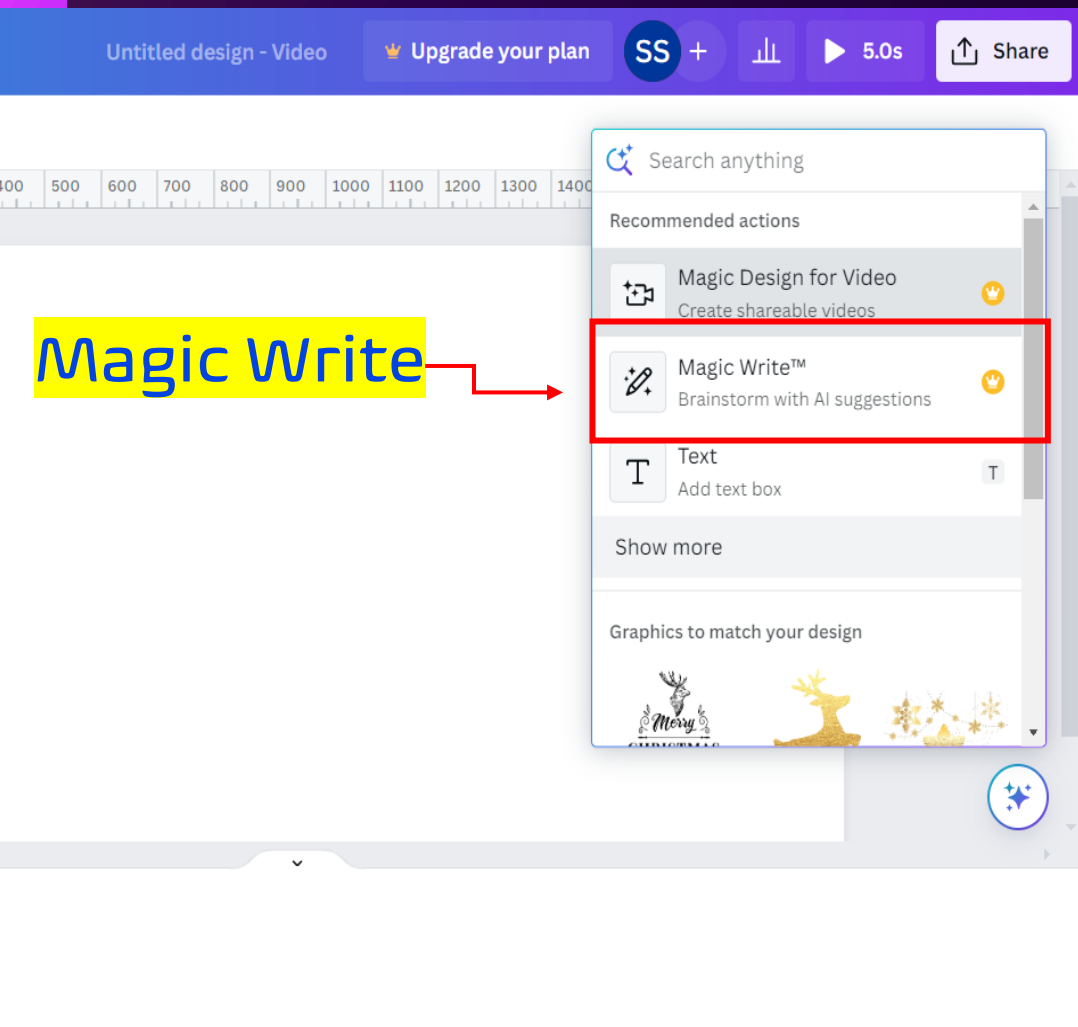 Untitled design - Video
Upgrade your plan
SS
+
5.0s
Share
Search anything
400 500 600 700 800 900 1000 1100 1200 1300 1400
Recommended actions
Magic Design for Video
Create shareable videos
Magic Write
Magic Write™
Brainstorm with AI suggestions
Text
T
T
Add text box
Show more
Graphics to match your design
Merry
CHRISTMAS